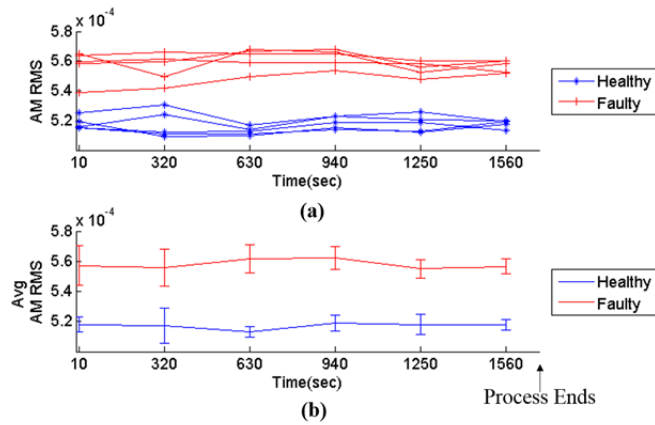 x 10⁻⁴
5.8
5.6
5.4
5.2
AM RMS
10 320 630 940 1250 1560
Time(sec)
Healthy
Faulty
(a)
x 10⁻⁴
5.8
5.6
5.4
5.2
Avg
AM RMS
10 320 630 940 1250 1560
Time(sec)
Healthy
Faulty
Process Ends
(b)